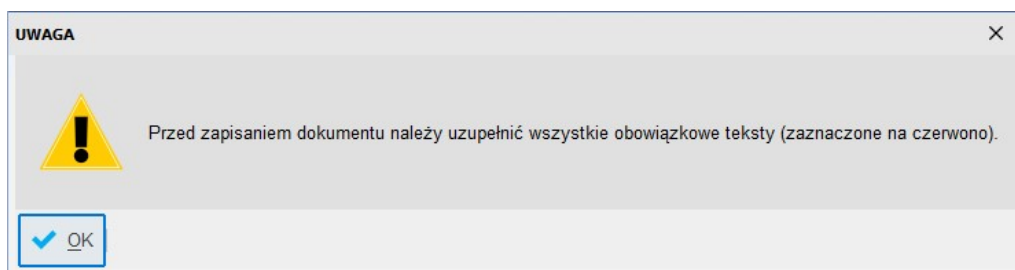 UWAGA
Przed zapisaniem dokumentu należy uzupełnić wszystkie obowiązkowe teksty (zaznaczone na czerwono).
OK